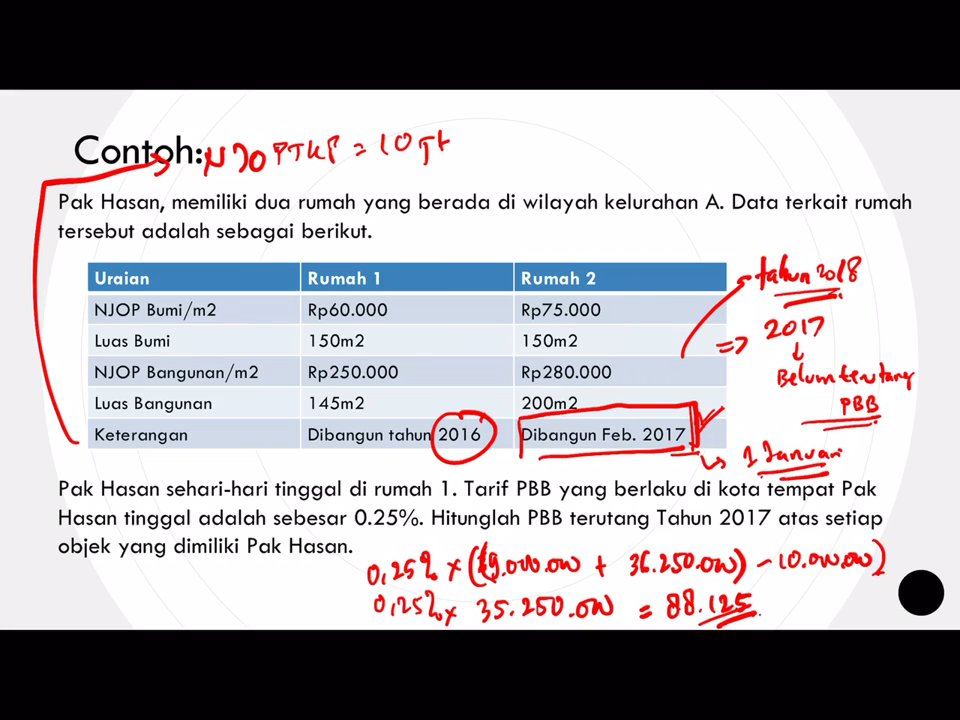 Contoh: NJOPTKP = 10 Jt
Pak Hasan, memiliki dua rumah yang berada di wilayah kelurahan A. Data terkait rumah
tersebut adalah sebagai berikut.
Uraian Rumah 1 Rumah 2
NJOP Bumi/m2 Rp60.000 Rp75.000
Luas Bumi 150m2 150m2
NJOP Bangunan/m2 Rp250.000 Rp280.000
Luas Bangunan 145m2 200m2
Keterangan Dibangun tahun 2016 Dibangun Feb. 2017
tahun 2018
=> 2017
↓
Belum terutang
PBB
↳ 1 Januari
Pak Hasan sehari-hari tinggal di rumah 1. Tarif PBB yang berlaku di kota tempat Pak
Hasan tinggal adalah sebesar 0.25%. Hitunglah PBB terutang Tahun 2017 atas setiap
objek yang dimiliki Pak Hasan.
0,25% x ((9.000.000 + 36.250.000) - 10.000.000)
0,25% x 35.250.000 = 88.125